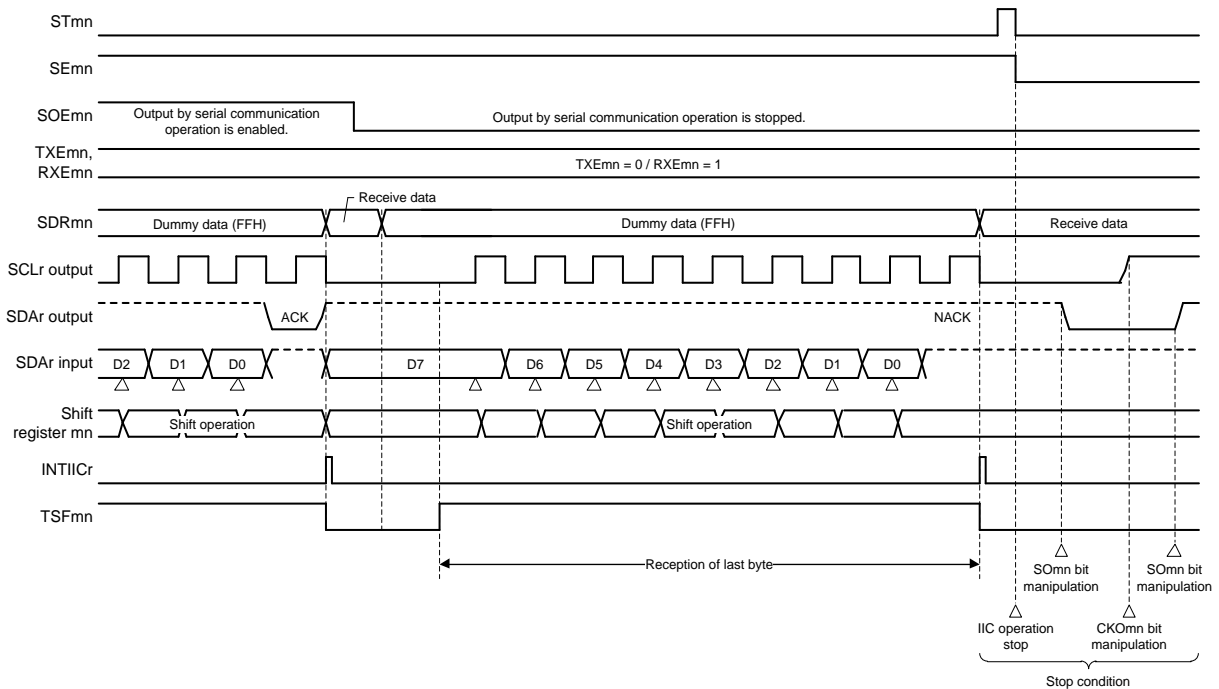 STmn
SEmn
SOEmn
Output by serial communication
operation is enabled.
Output by serial communication operation is stopped.
TXEmn,
RXEmn
TXEmn = 0 / RXEmn = 1
Receive data
SDRmn
Dummy data (FFH)
Dummy data (FFH)
Receive data
SCLr output
SDAr output
ACK
NACK
SDAr input
D2
D1
D0
D7
D6
D5
D4
D3
D2
D1
D0
Shift
register mn
Shift operation
Shift operation
INTIICr
TSFmn
Reception of last byte
SOmn bit
manipulation
SOmn bit
manipulation
IIC operation
stop
CKOmn bit
manipulation
Stop condition